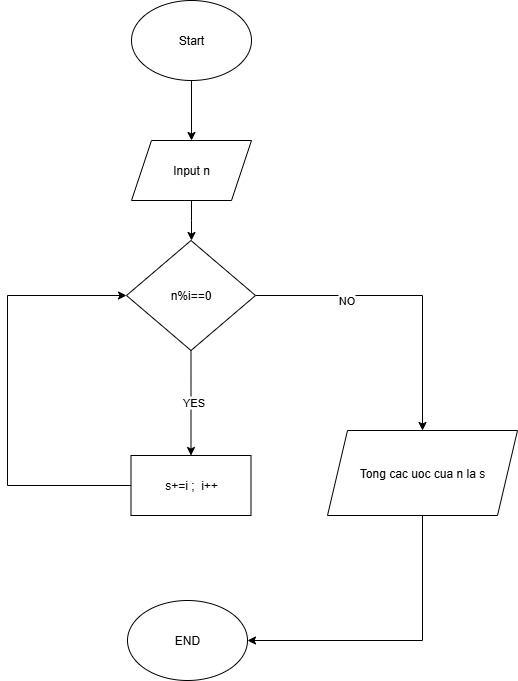 Start
Input n
n%i==0
NO
YES
Tong cac uoc cua n la s
s+=i ;  i++
END